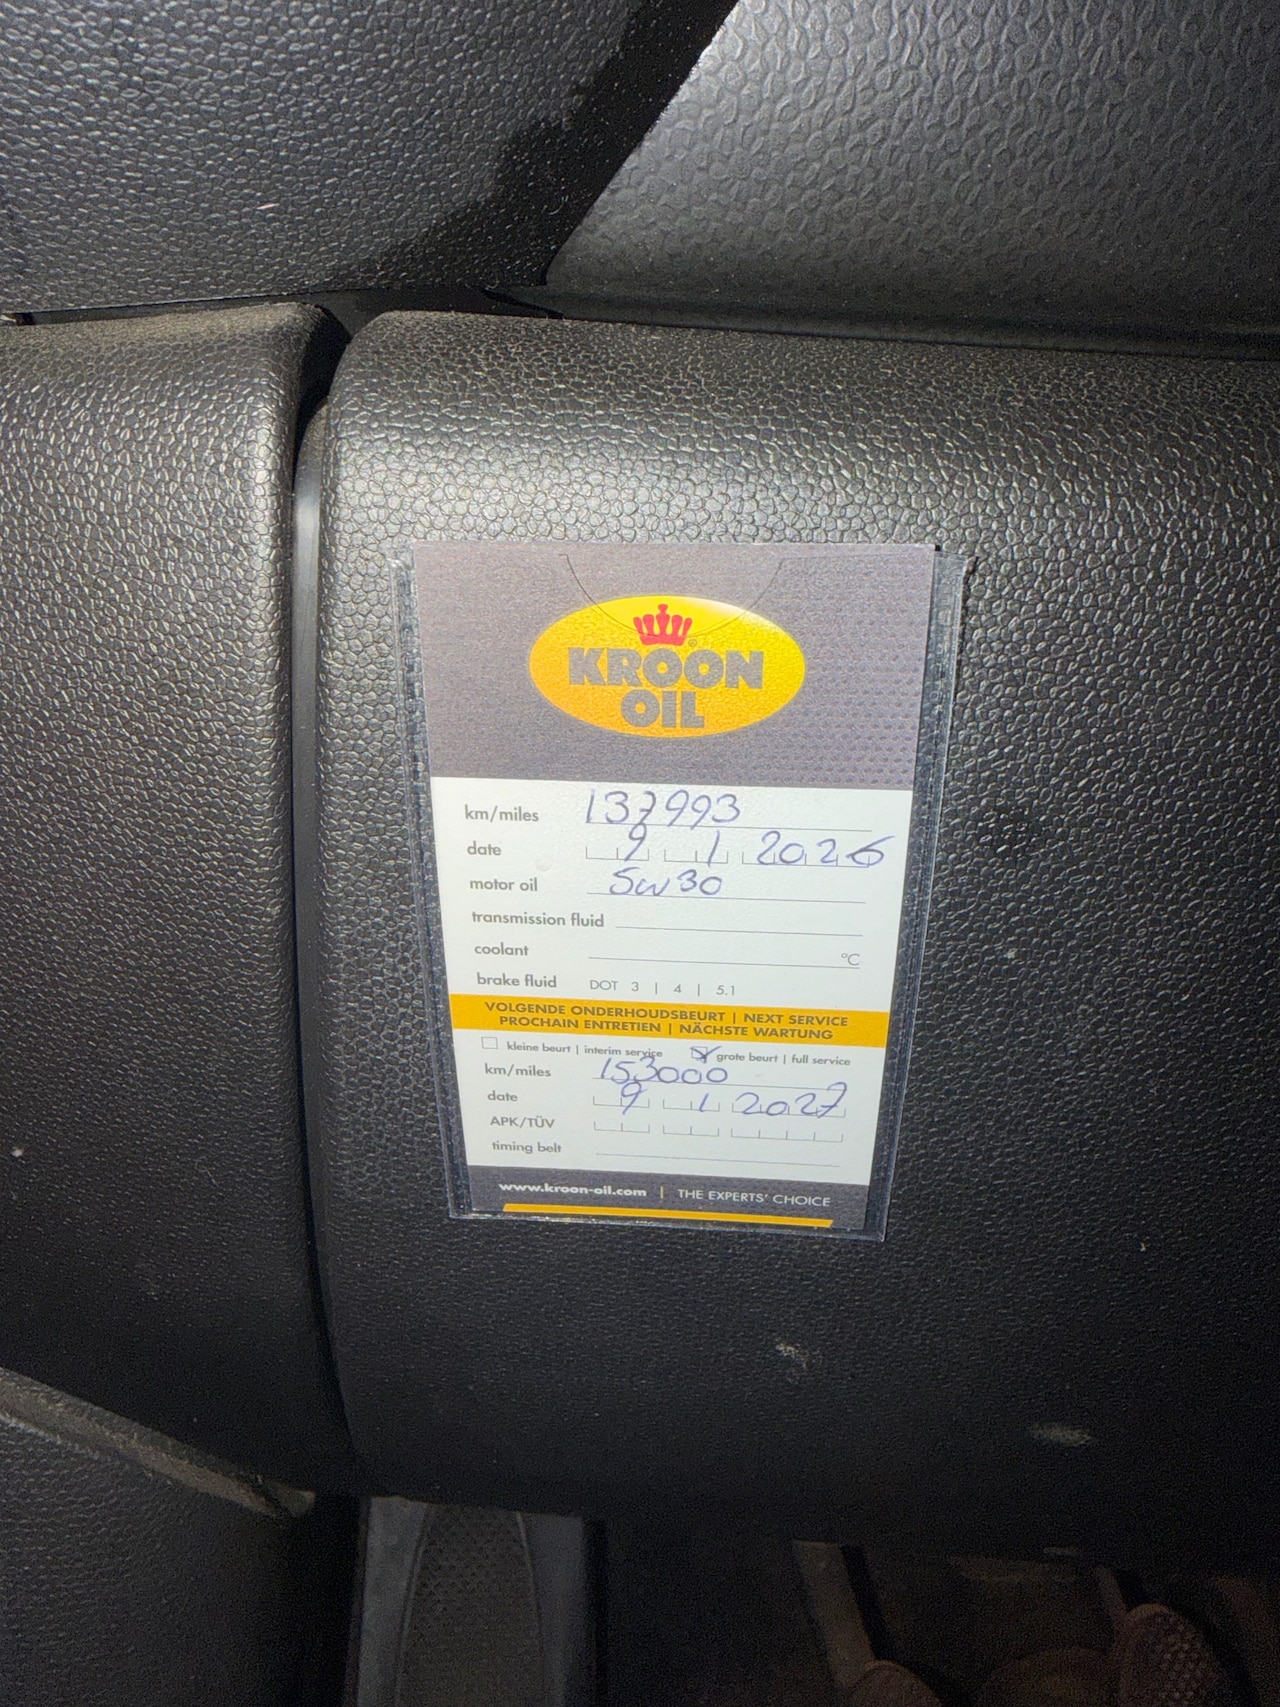 KROON
OIL
km/miles 137993
date 9 1 2026
motor oil 5w30
transmission fluid
coolant °C
brake fluid DOT 3 | 4 | 5.1
VOLGENDE ONDERHOUDSBEURT | NEXT SERVICE
PROCHAIN ENTRETIEN | NÄCHSTE WARTUNG
kleine beurt | interim service grote beurt | full service
km/miles 153000
date 9 1 2027
APK/TÜV
timing belt
www.kroon-oil.com | THE EXPERTS' CHOICE